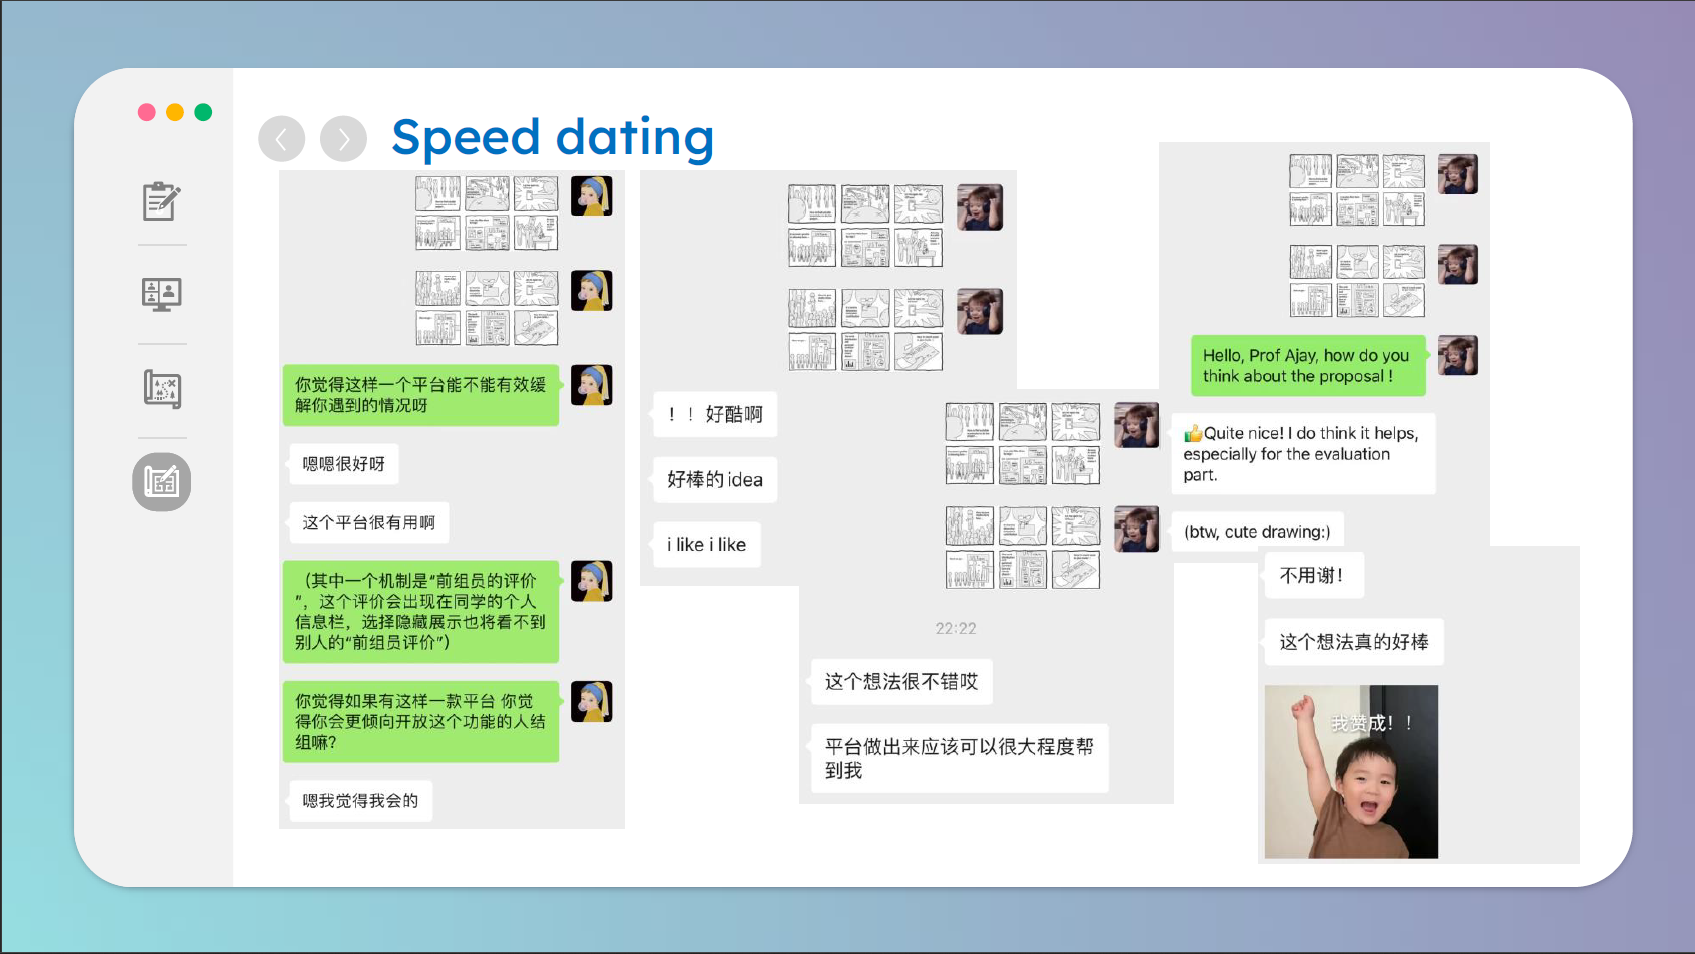 Speed dating
你觉得这样一个平台能不能有效缓
解你遇到的情况呀
嗯嗯很好呀
这个平台很有用啊
（其中一个机制是“前组员的评价
”，这个评价会出现在同学的个人
信息栏，选择隐藏展示也将看不到
别人的“前组员评价”）
你觉得如果有这样一款平台 你觉
得你会更倾向开放这个功能的人结
组嘛？
嗯我觉得我会的
！！好酷啊
好棒的idea
i like i like
22:22
这个想法很不错哎
平台做出来应该可以很大程度帮
到我
Hello, Prof Ajay, how do you
think about the proposal !
👍Quite nice! I do think it helps,
especially for the evaluation
part.
(btw, cute drawing:)
不用谢！
这个想法真的好棒
我赞成！！